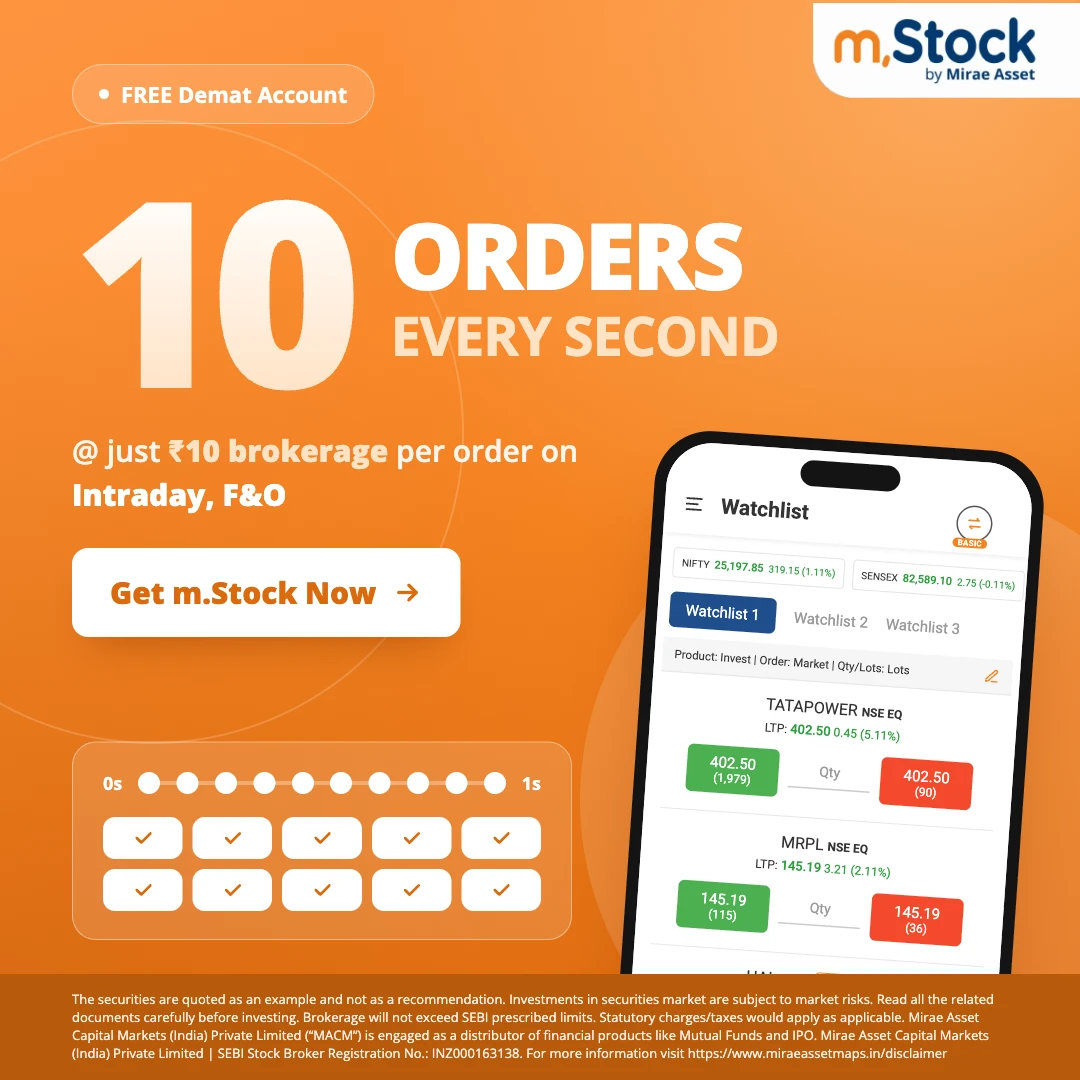 m.Stock
by Mirae Asset
FREE Demat Account
10 ORDERS
EVERY SECOND
@ just ₹10 brokerage per order on
Intraday, F&O
Get m.Stock Now →
0s 1s
Watchlist
BASIC
NIFTY 25,197.85 319.15 (1.11%) SENSEX 82,589.10 2.75 (-0.11%)
Watchlist 1 Watchlist 2 Watchlist 3
Product: Invest | Order: Market | Qty/Lots: Lots
TATAPOWER NSE EQ
LTP: 402.50 0.45 (5.11%)
402.50 Qty 402.50
(1,979) (90)
MRPL NSE EQ
LTP: 145.19 3.21 (2.11%)
145.19 Qty 145.19
(115) (36)
The securities are quoted as an example and not as a recommendation. Investments in securities market are subject to market risks. Read all the related
documents carefully before investing. Brokerage will not exceed SEBI prescribed limits. Statutory charges/taxes would apply as applicable. Mirae Asset
Capital Markets (India) Private Limited (“MACM”) is engaged as a distributor of financial products like Mutual Funds and IPO. Mirae Asset Capital Markets
(India) Private Limited | SEBI Stock Broker Registration No.: INZ000163138. For more information visit https://www.miraeassetmaps.in/disclaimer